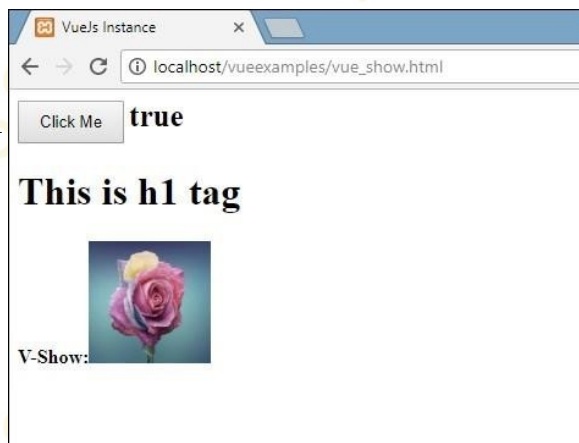 VueJs Instance
localhost/vueexamples/vue_show.html
Click Me true
This is h1 tag
V-Show: